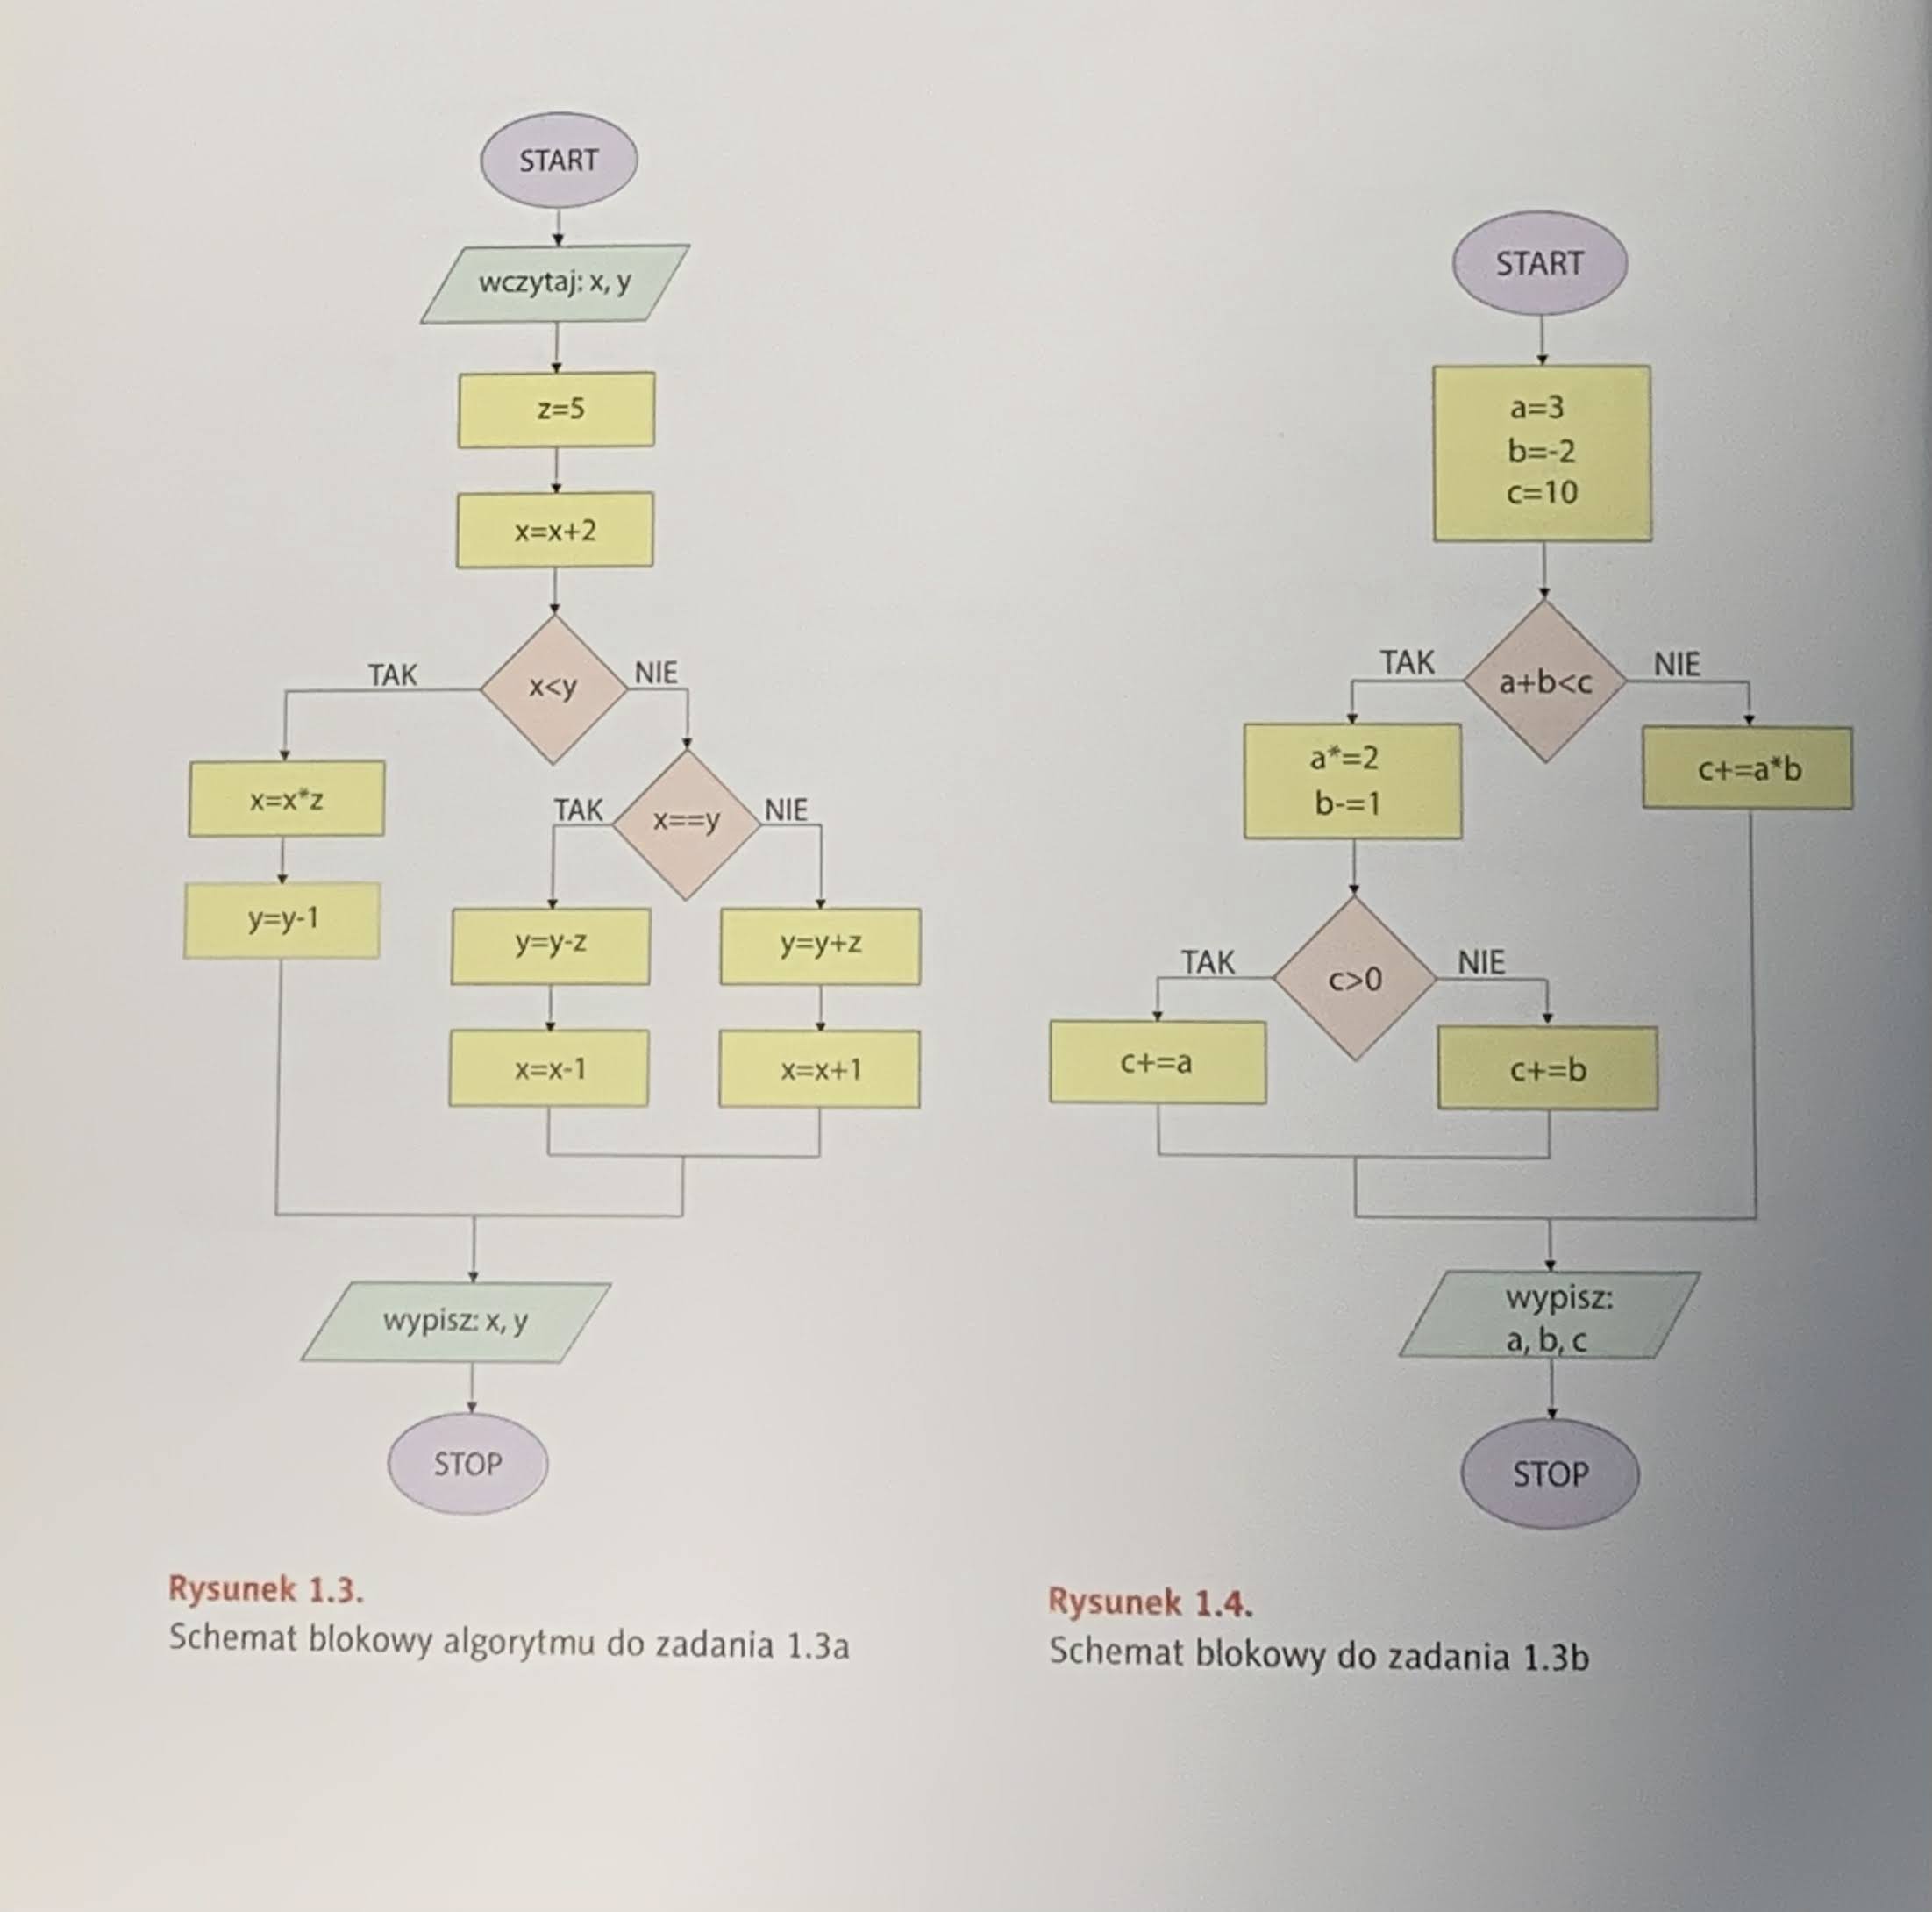 START
wczytaj: x, y
z=5
x=x+2
x<y
TAK
NIE
x=x*z
y=y-1
x==y
TAK
NIE
y=y-z
x=x-1
y=y+z
x=x+1
wypisz: x, y
STOP
Rysunek 1.3.
Schemat blokowy algorytmu do zadania 1.3a
START
a=3
b=-2
c=10
a+b<c
TAK
NIE
a*=2
b-=1
c+=a*b
c>0
TAK
NIE
c+=a
c+=b
wypisz:
a, b, c
STOP
Rysunek 1.4.
Schemat blokowy do zadania 1.3b